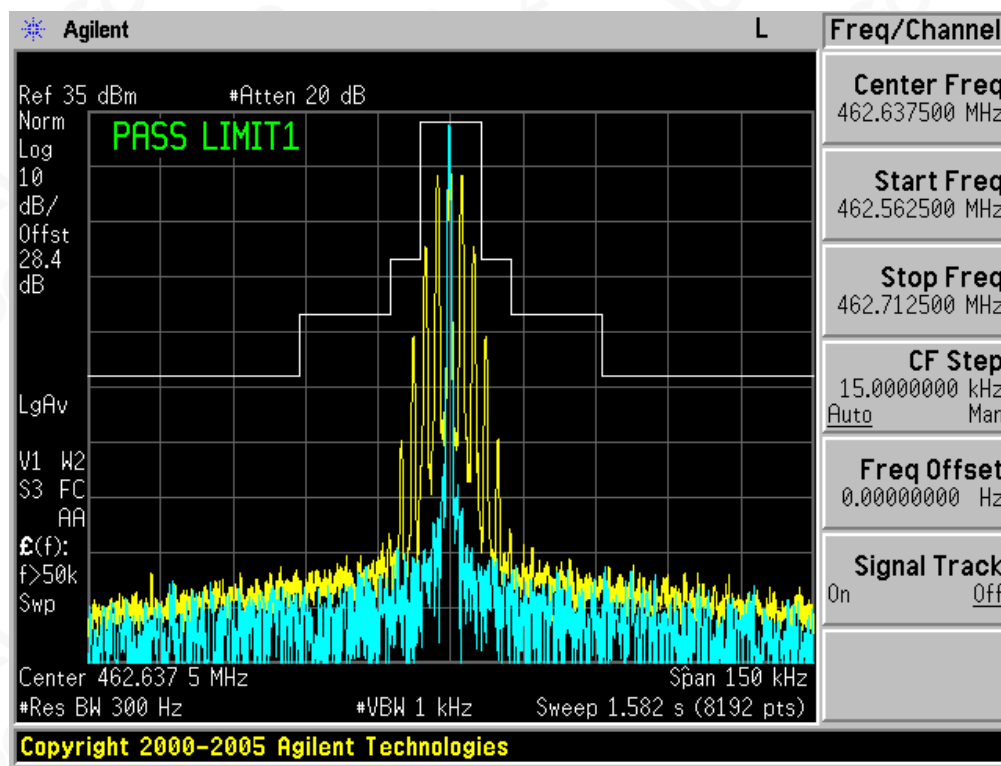 Agilent
L
Freq/Channel
Ref 35 dBm #Atten 20 dB
Norm
Log
10
dB/
Offst
28.4
dB
PASS LIMIT1
LgAv
V1 W2
S3 FC
AA
£(f):
f>50k
Swp
Center 462.637 5 MHz Span 150 kHz
#Res BW 300 Hz #VBW 1 kHz Sweep 1.582 s (8192 pts)
Copyright 2000-2005 Agilent Technologies
Center Freq
462.637500 MHz
Start Freq
462.562500 MHz
Stop Freq
462.712500 MHz
CF Step
15.0000000 kHz
Auto Man
Freq Offset
0.00000000 Hz
Signal Track
On Off